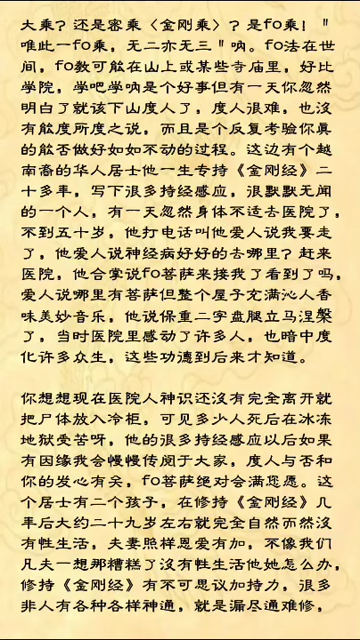 大乘？还是密乘〈金刚乘〉？是fo乘！〃
唯此一fo乘，无二亦无三〃呐。fo法在世
间，fo教可能在山上或某些寺庙里，好比
学院，学吧学呐是个好事但有一天你忽然
明白了就该下山度人了，度人很难，也没
有能度所度之说，而且是个反复考验你真
的能否做好如如不动的过程。这边有个越
南裔的华人居士他一生专持《金刚经》二
十多年，写下很多持经感应，很默默无闻
的一个人，有一天忽然身体不适去医院了，
不到五十岁，他打电话叫他爱人说我要走
了，他爱人说神经病好好的去哪里？赶来
医院，他合掌说fo菩萨来接我了看到了吗，
爱人说哪里有菩萨但整个屋子充满沁人香
味美妙音乐，他说保重二字盘腿立马涅槃
了，当时医院里感动了许多人，也暗中度
化许多众生，这些功德到后来才知道。
你想想现在医院人神识还没有完全离开就
把尸体放入冷柜，可见多少人死后在冰冻
地狱受苦呀，他的很多持经感应以后如果
有因缘我会慢慢传阅于大家，度人与否和
你的发心有关，fo菩萨绝对会满您愿。这
个居士有二个孩子，在修持《金刚经》几
年后大约二十九岁左右就完全自然而然没
有性生活，夫妻照样恩爱有加，不像我们
凡夫一想那糟糕了没有性生活他她怎么办，
修持《金刚经》有不可思议加持力，很多
非人有各种各样神通，就是漏尽通难修，